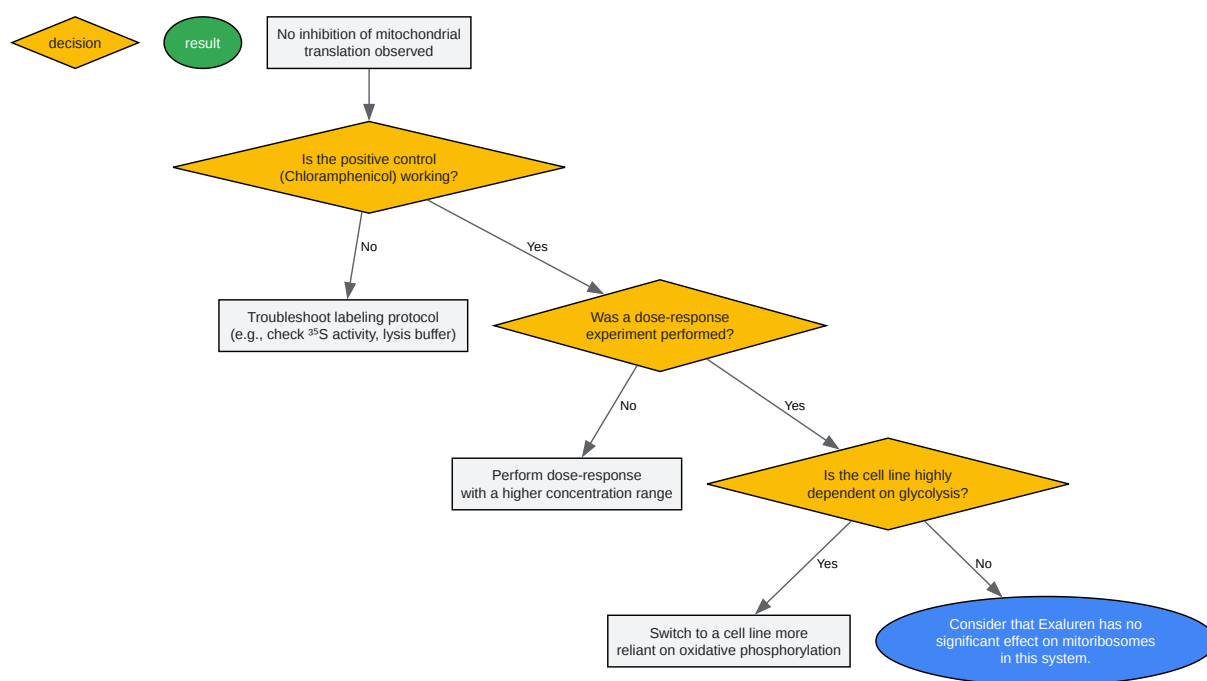 decision
result
No inhibition of mitochondrial
translation observed
Is the positive control
(Chloramphenicol) working?
No
Yes
Troubleshoot labeling protocol
(e.g., check ³⁵S activity, lysis buffer)
Was a dose-response
experiment performed?
No
Yes
Perform dose-response
with a higher concentration range
Is the cell line highly
dependent on glycolysis?
Yes
No
Switch to a cell line more
reliant on oxidative phosphorylation
Consider that Exaluren has no
significant effect on mitoribosomes
in this system.